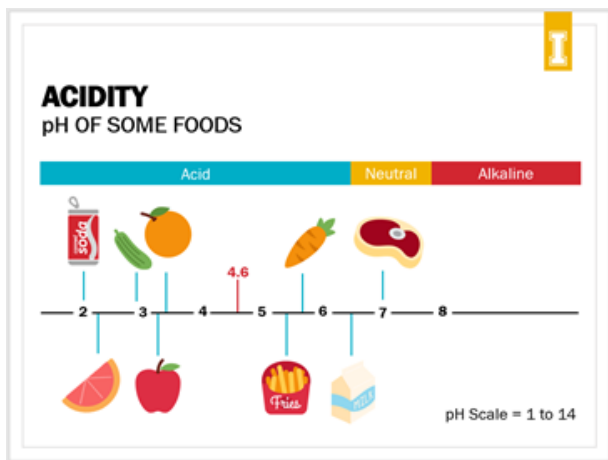 I
ACIDITY
pH OF SOME FOODS
Acid Neutral Alkaline
soda
4.6
2 3 4 5 6 7 8
Fries
MILK
pH Scale = 1 to 14